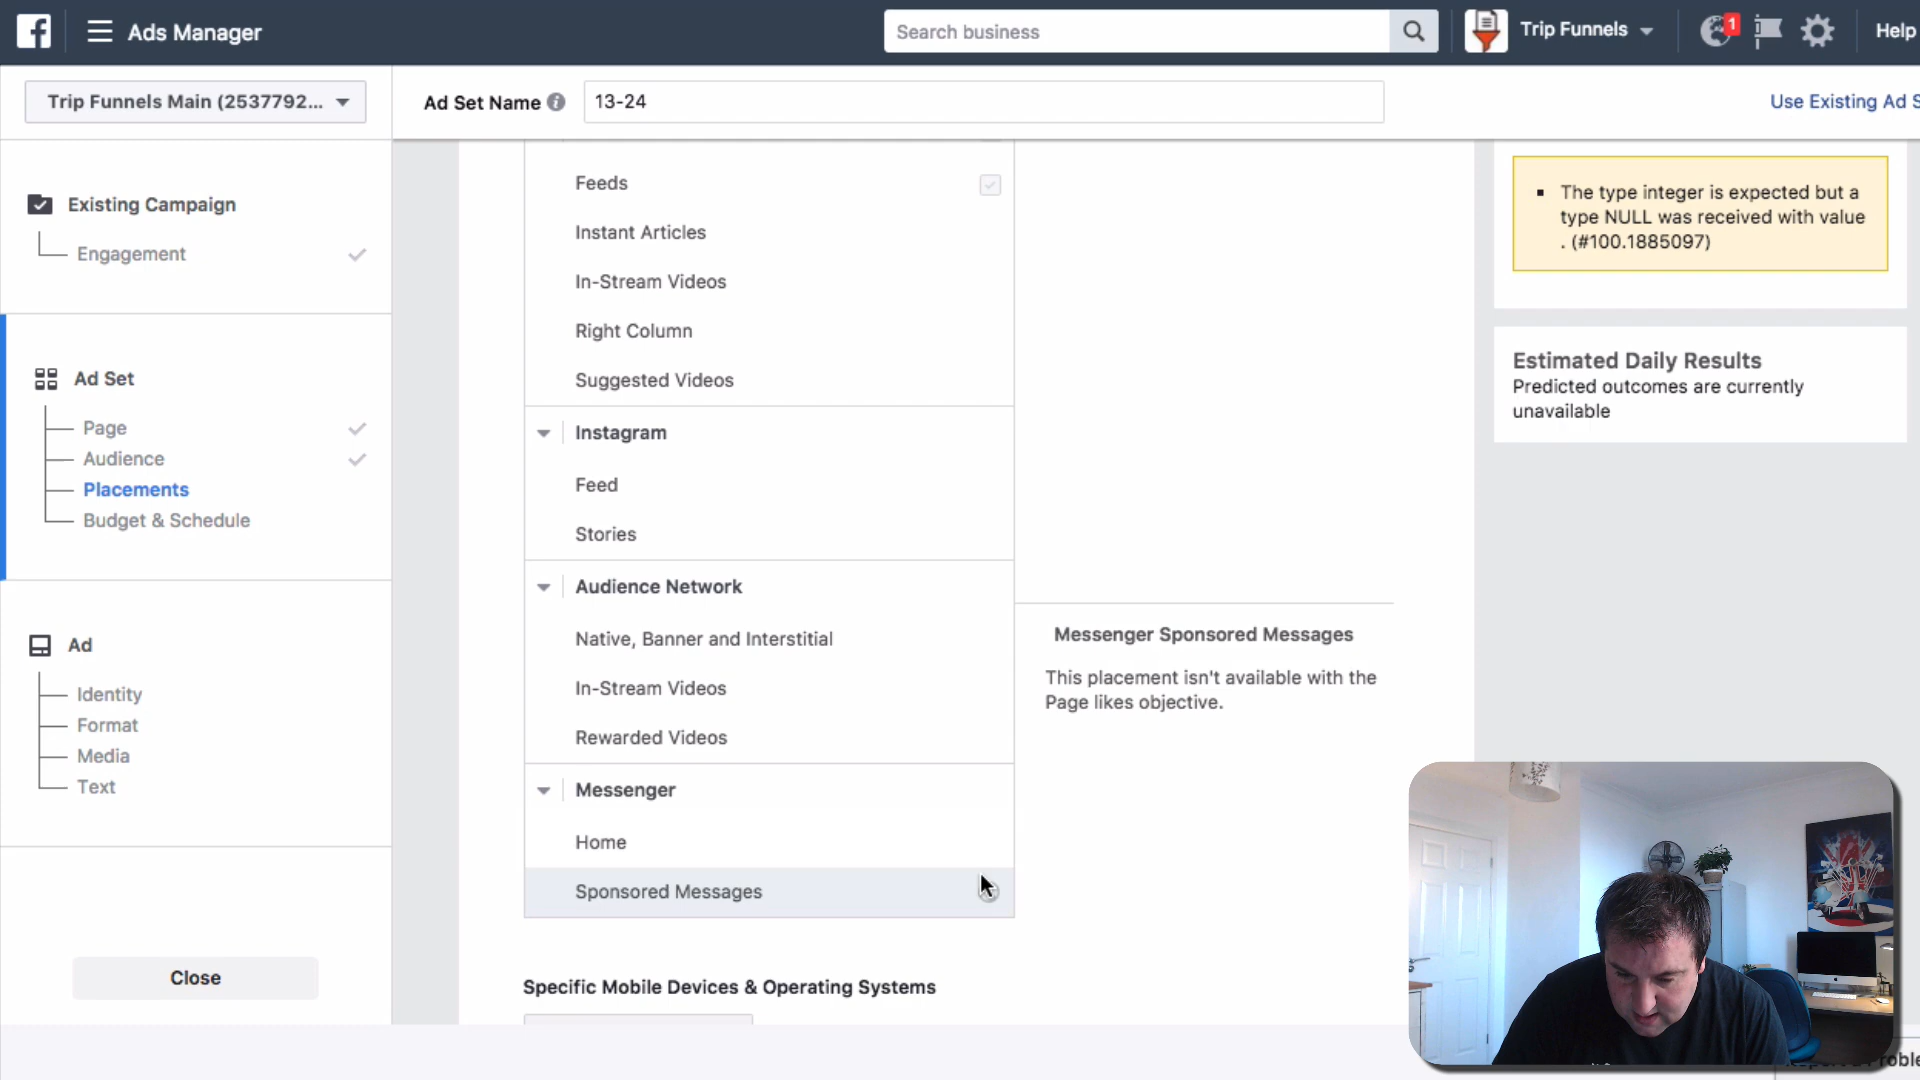 Ads Manager
Search business
Trip Funnels
1
Help
Trip Funnels Main (2537792...
Ad Set Name
13-24
Use Existing Ad S
Existing Campaign
Engagement
Ad Set
Page
Audience
Placements
Budget & Schedule
Ad
Identity
Format
Media
Text
Close
Feeds
Instant Articles
In-Stream Videos
Right Column
Suggested Videos
Instagram
Feed
Stories
Audience Network
Native, Banner and Interstitial
In-Stream Videos
Rewarded Videos
Messenger
Home
Sponsored Messages
Specific Mobile Devices & Operating Systems
Messenger Sponsored Messages
This placement isn't available with the
Page likes objective.
The type integer is expected but a
type NULL was received with value
. (#100.1885097)
Estimated Daily Results
Predicted outcomes are currently
unavailable